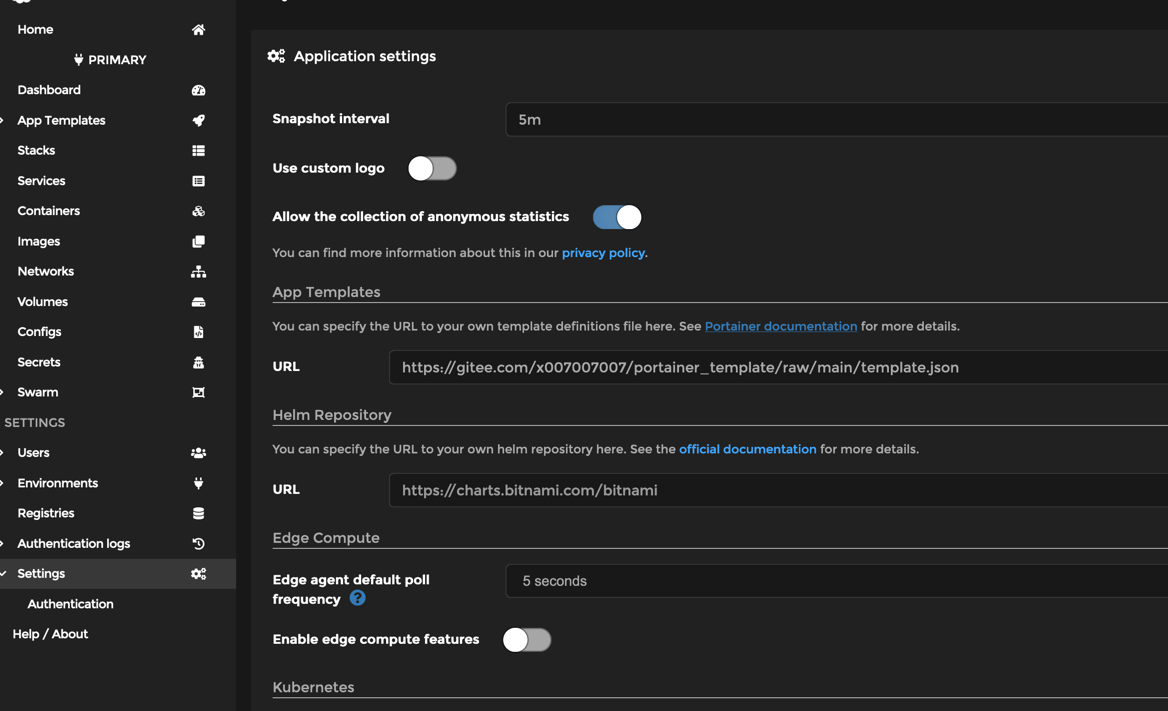 Home
PRIMARY
Dashboard
App Templates
Stacks
Services
Containers
Images
Networks
Volumes
Configs
Secrets
Swarm
SETTINGS
Users
Environments
Registries
Authentication logs
Settings
Authentication
Help / About
Application settings
Snapshot interval
5m
Use custom logo
Allow the collection of anonymous statistics
You can find more information about this in our privacy policy.
App Templates
You can specify the URL to your own template definitions file here. See Portainer documentation for more details.
URL
https://gitee.com/x007007007/portainer_template/raw/main/template.json
Helm Repository
You can specify the URL to your own helm repository here. See the official documentation for more details.
URL
https://charts.bitnami.com/bitnami
Edge Compute
Edge agent default poll
frequency
5 seconds
Enable edge compute features
Kubernetes